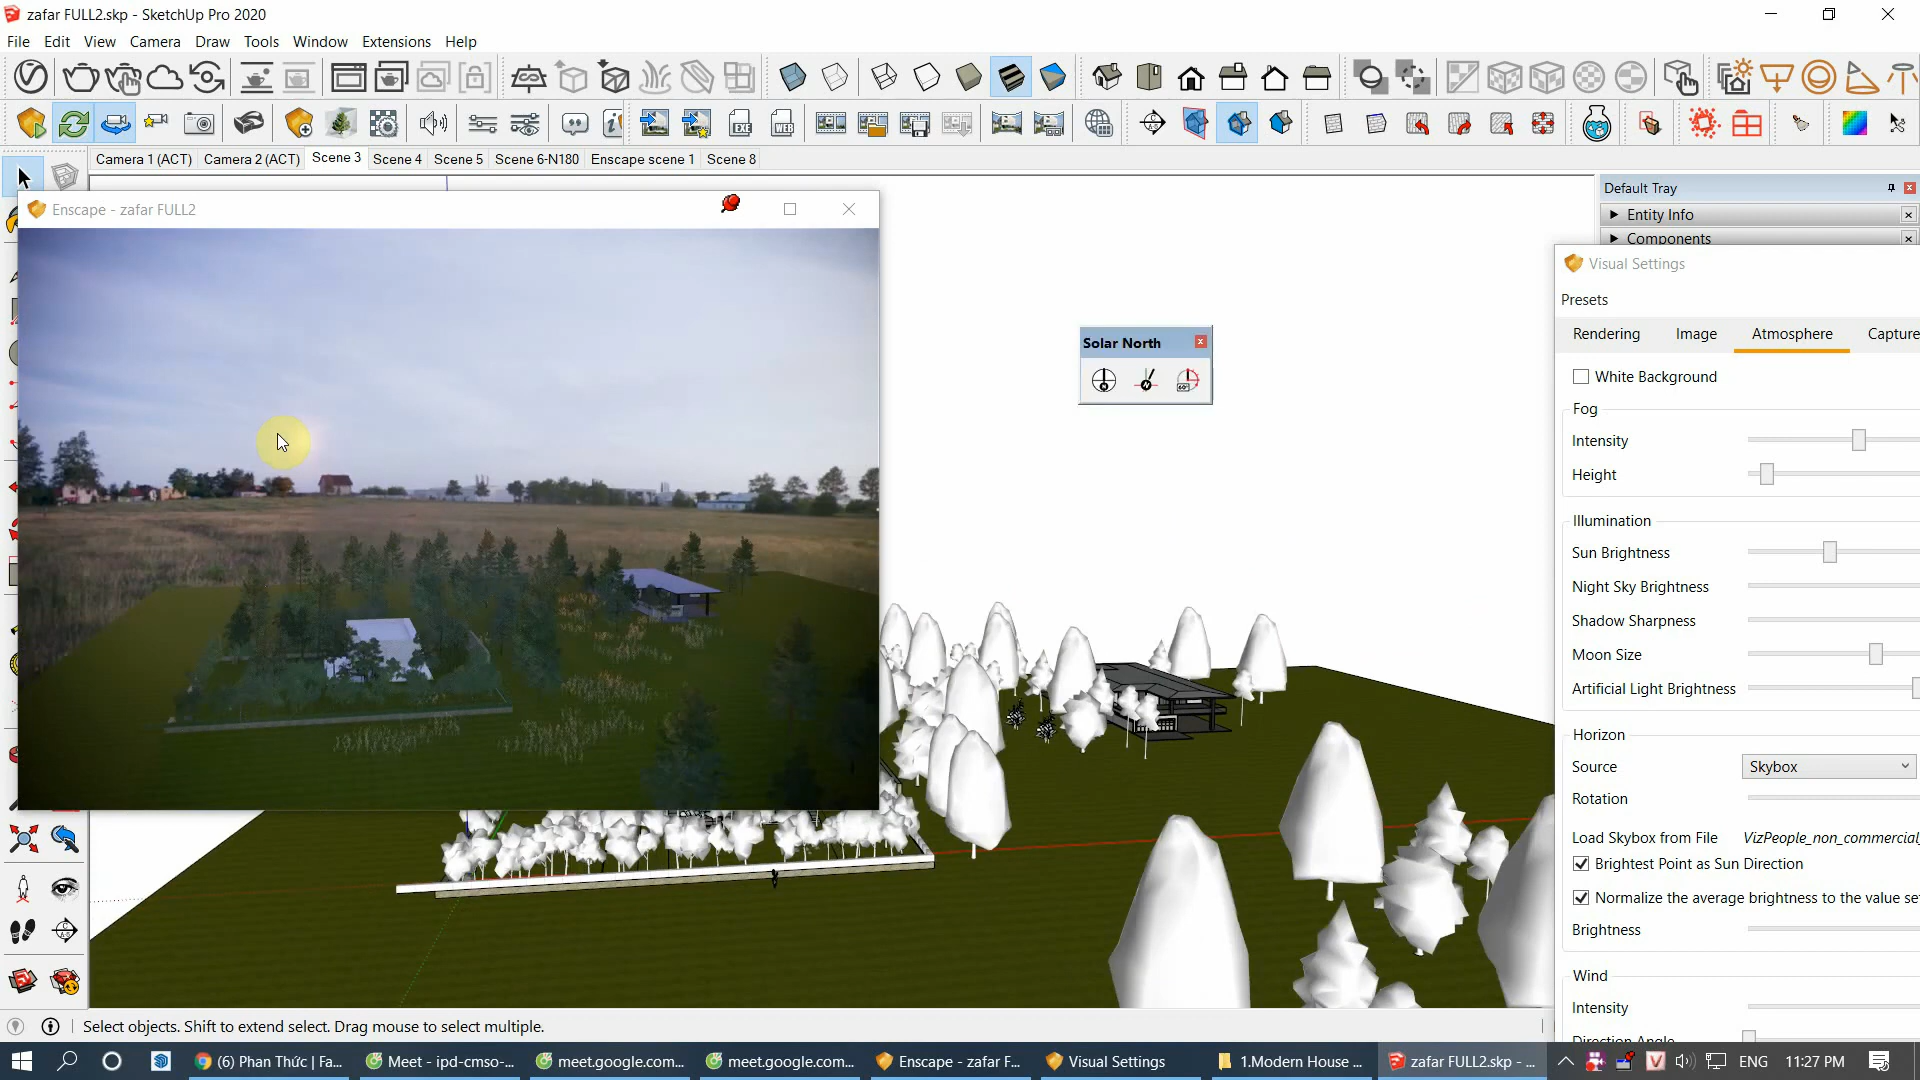 zafar FULL2.skp - SketchUp Pro 2020
File Edit View Camera Draw Tools Window Extensions Help
Camera 1 (ACT) Camera 2 (ACT) Scene 3 Scene 4 Scene 5 Scene 6-N180 Enscape scene 1 Scene 8
Default Tray
Enscape - zafar FULL2
Entity Info
Components
Visual Settings
Presets
Rendering Image Atmosphere Capture
Solar North
White Background
Fog
Intensity
Height
Illumination
Sun Brightness
Night Sky Brightness
Shadow Sharpness
Moon Size
Artificial Light Brightness
Horizon
Source Skybox
Rotation
Load Skybox from File VizPeople_non_commercial
Brightest Point as Sun Direction
Normalize the average brightness to the value se
Brightness
Wind
Intensity
Direction Angle
Select objects. Shift to extend select. Drag mouse to select multiple.
(6) Phan Thức | Fa... Meet - ipd-cmso-... meet.google.com... meet.google.com... Enscape - zafar F... Visual Settings 1.Modern House ... zafar FULL2.skp - ... ENG 11:27 PM